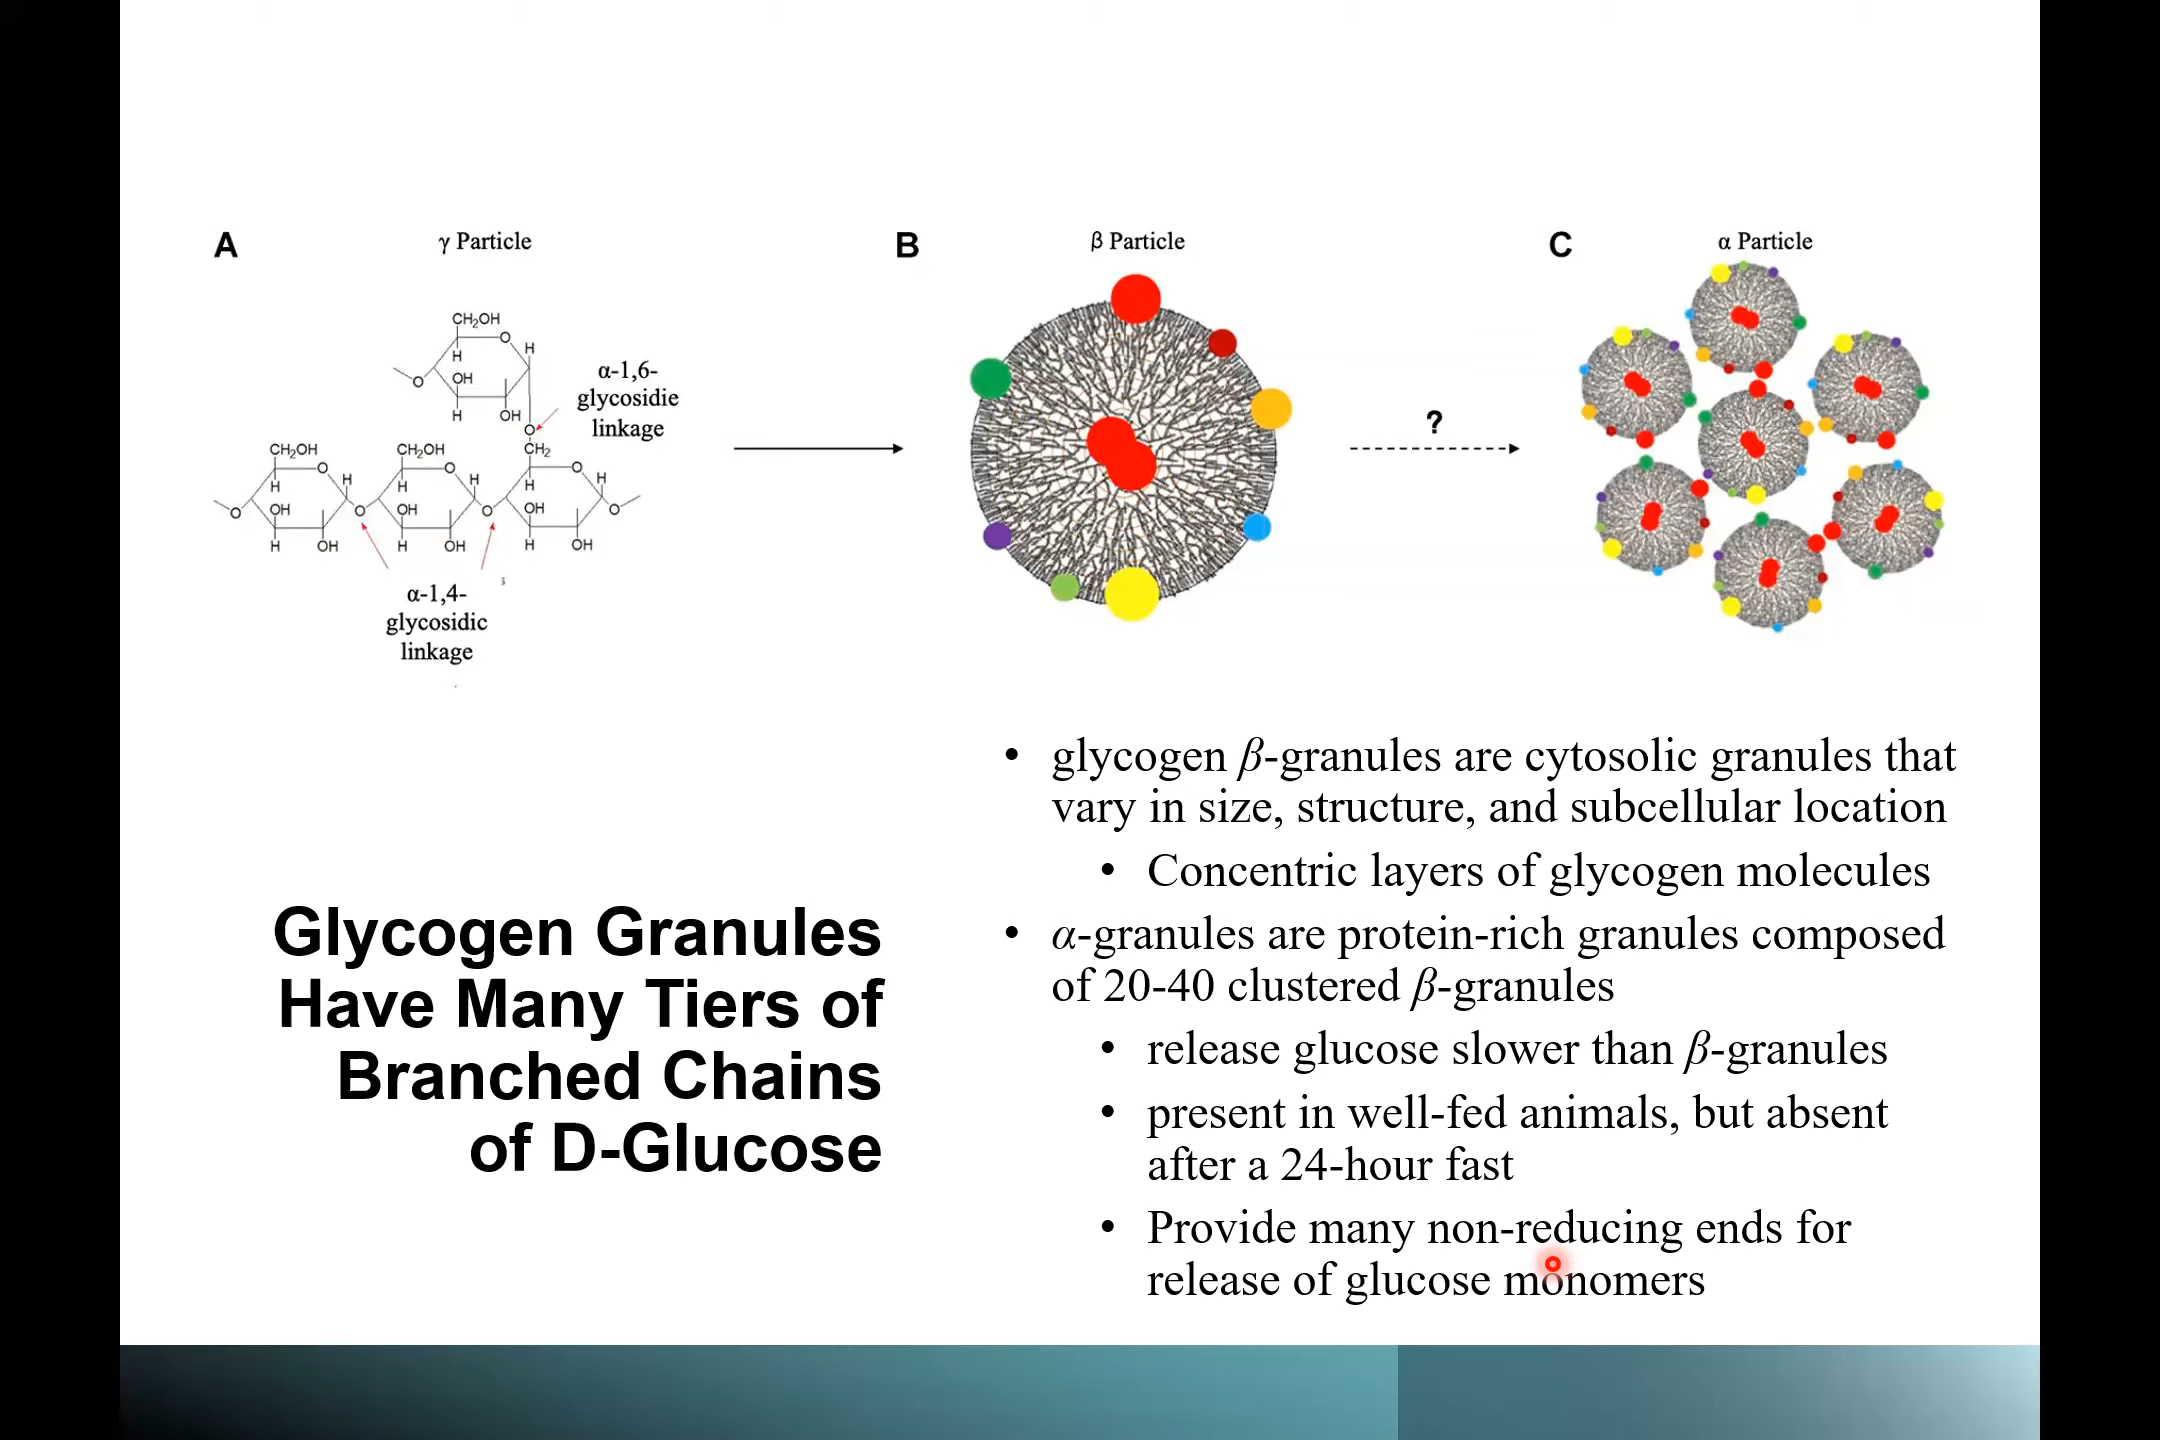 A
γ Particle
B
β Particle
C
α Particle
CH₂OH
O
H
H
OH
O
H
OH
O
α-1,6-
glycosidie
linkage
CH₂OH
O
H
H
OH
O
H
OH
O
CH₂OH
O
H
H
OH
H
OH
O
CH₂
O
H
H
OH
H
OH
O
α-1,4-
glycosidic
linkage
s
?
Glycogen Granules
Have Many Tiers of
Branched Chains
of D-Glucose
• glycogen β-granules are cytosolic granules that
vary in size, structure, and subcellular location
• Concentric layers of glycogen molecules
• α-granules are protein-rich granules composed
of 20-40 clustered β-granules
• release glucose slower than β-granules
• present in well-fed animals, but absent
after a 24-hour fast
• Provide many non-reducing ends for
release of glucose monomers